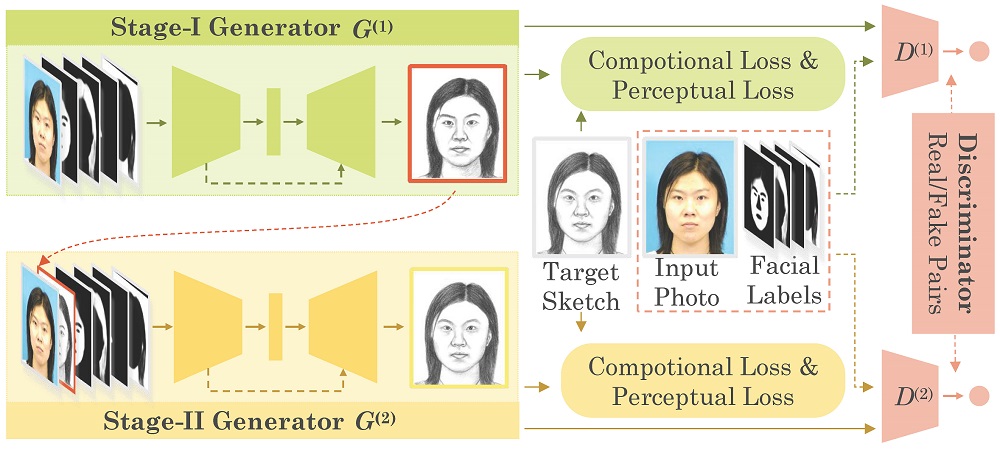 Stage-I Generator G(1)
Compotional Loss &
Perceptual Loss
D(1)
Discriminator
Real/Fake Pairs
Target
Sketch
Input
Photo
Facial
Labels
Compotional Loss &
Perceptual Loss
D(2)
Stage-II Generator G(2)